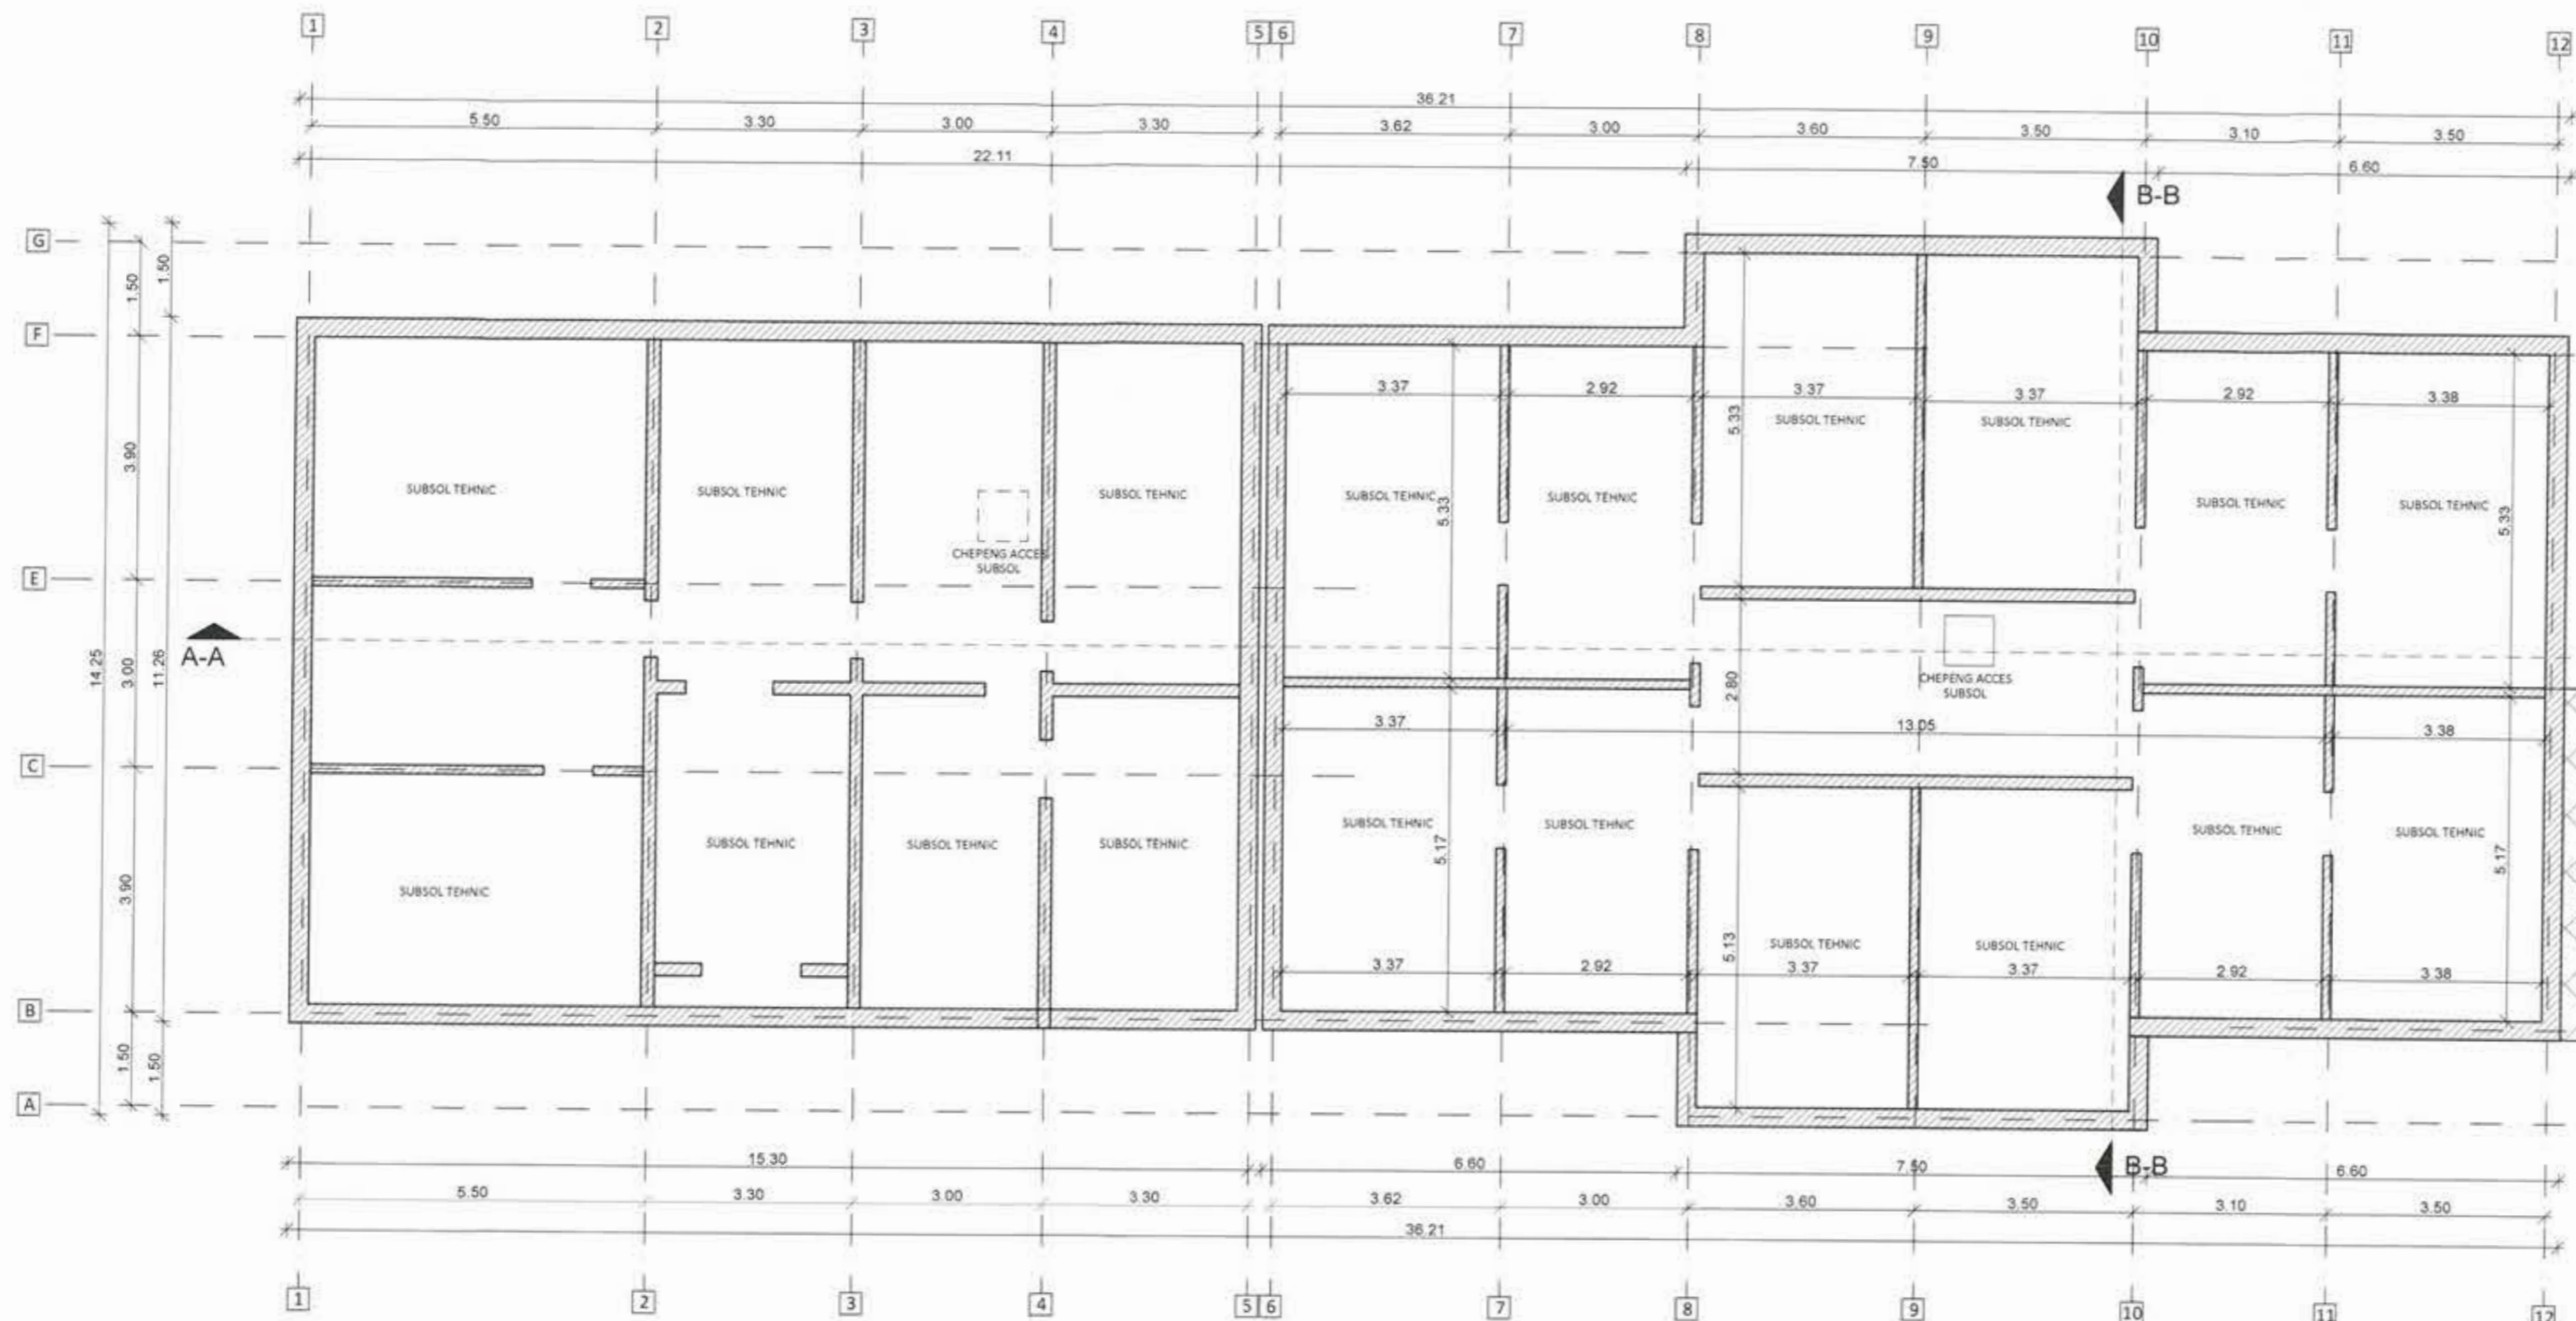 1 2 3 4 5 6 7 8 9 10 11 12
36.21
5.50 3.30 3.00 3.30 3.62 3.00 3.60 3.50 3.10 3.50
22.11 7.50 6.60
B-B
G
1.50 1.50
F
3.37 2.92 3.37 3.37 2.92 3.38
5.33 SUBSOL TEHNIC SUBSOL TEHNIC
3.90
SUBSOL TEHNIC SUBSOL TEHNIC SUBSOL TEHNIC SUBSOL TEHNIC SUBSOL TEHNIC SUBSOL TEHNIC SUBSOL TEHNIC
5.33 5.33
CHEPENG ACCES
SUBSOL
E
A-A
14.25 3.00 11.26
2.80
CHEPENG ACCES
SUBSOL
3.37 13.05 3.38
C
SUBSOL TEHNIC SUBSOL TEHNIC SUBSOL TEHNIC SUBSOL TEHNIC
SUBSOL TEHNIC SUBSOL TEHNIC SUBSOL TEHNIC
5.17 5.17
3.90
SUBSOL TEHNIC
5.13
SUBSOL TEHNIC SUBSOL TEHNIC
3.37 2.92 3.37 3.37 2.92 3.38
B
1.50 1.50
A
15.30 6.60 7.50 6.60
B-B
5.50 3.30 3.00 3.30 3.62 3.00 3.60 3.50 3.10 3.50
36.21
1 2 3 4 5 6 7 8 9 10 11 12